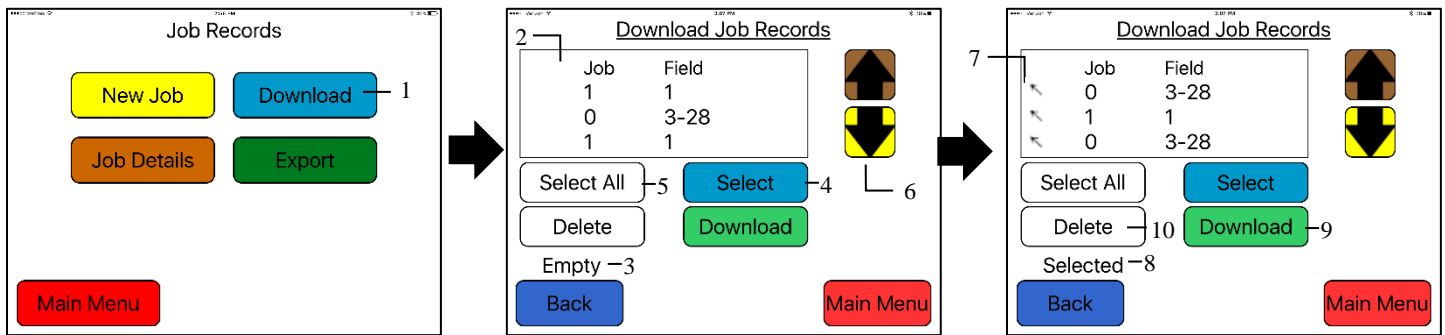 Job Records
New Job
Download
1
Job Details
Export
Main Menu
Download Job Records
2
Job Field
1 1
0 3-28
1 1
Select All
5
Select
4
6
Delete
Download
Empty
3
Back
Main Menu
Download Job Records
7
Job Field
0 3-28
1 1
0 3-28
Select All
Select
Delete
10
Download
9
Selected
8
Back
Main Menu